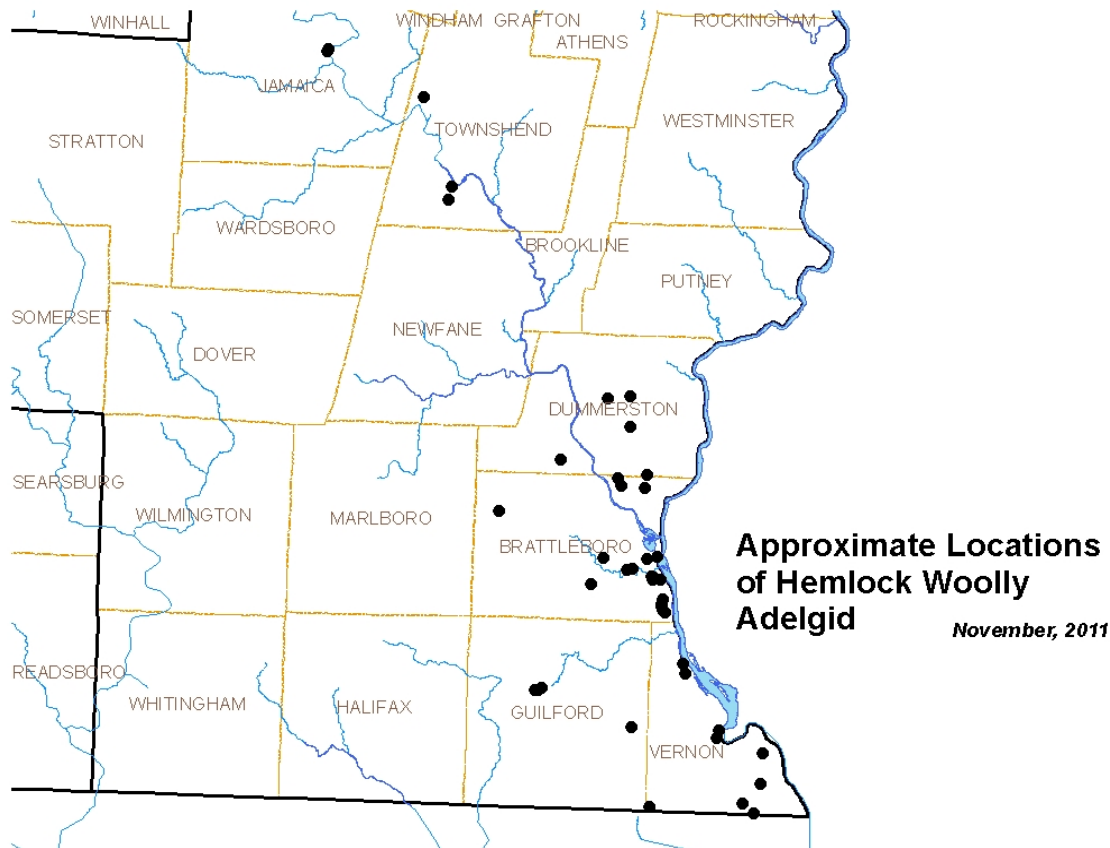 WINHALL
WINDHAM
GRAFTON
ROCKINGHAM
ATHENS
JAMAICA
STRATTON
TOWNSHEND
WESTMINSTER
WARDSBORO
BROOKLINE
PUTNEY
SOMERSET
NEWFANE
DOVER
DUMMERSTON
SEARSBURG
WILMINGTON
MARLBORO
BRATTLEBORO
Approximate Locations
of Hemlock Woolly
Adelgid
November, 2011
READSBORO
WHITINGHAM
HALIFAX
GUILFORD
VERNON